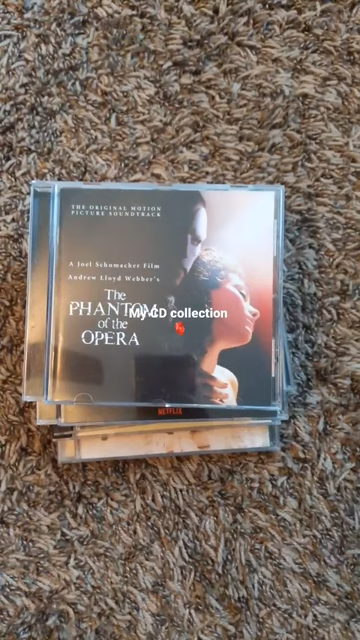 THE ORIGINAL MOTION
PICTURE SOUNDTRACK
A Joel Schumacher Film
Andrew Lloyd Webber's
The
PHANTOM
of the
OPERA
My CD collection
NETFLIX